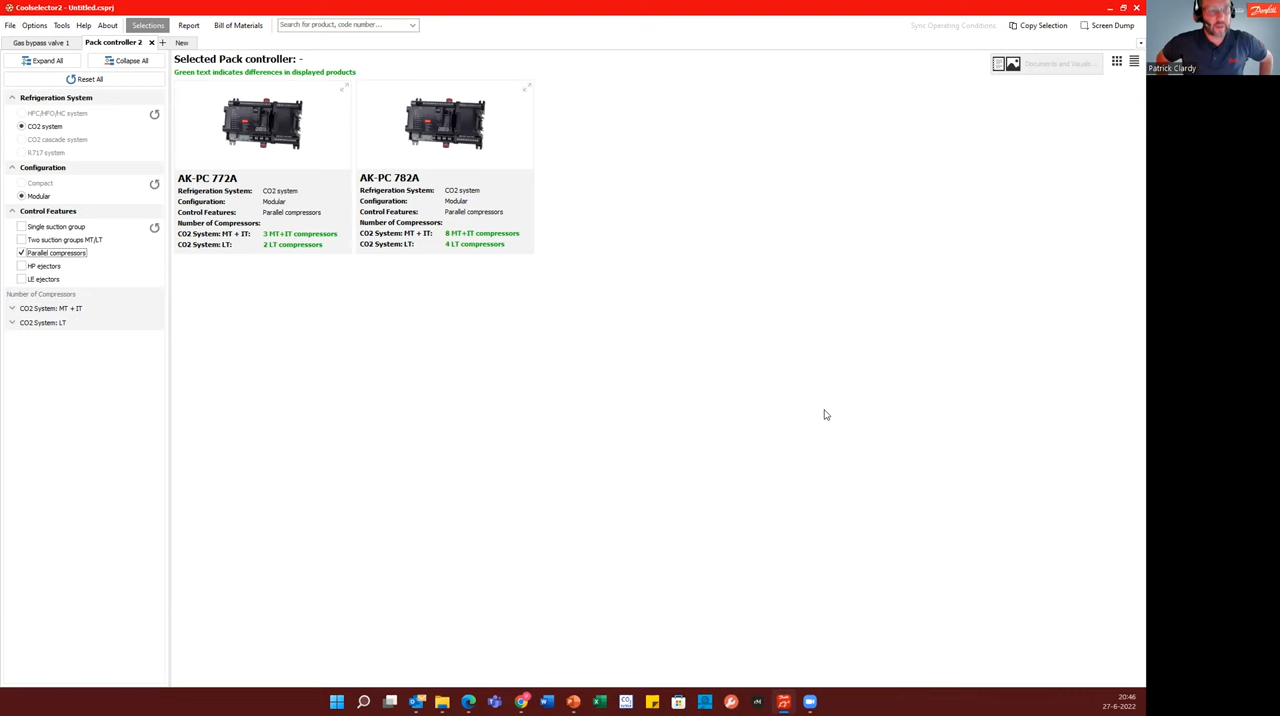 Coolselector2 - Untitled.csprj
File Options Tools Help About Selections Report Bill of Materials Search for product, code number... Sync Operating Conditions Copy Selection Screen Dump
Gas bypass valve 1 Pack controller 2 New
Expand All Collapse All
Reset All
Refrigeration System
HFC/HFO/HC system
CO2 system
CO2 cascade system
R717 system
Configuration
Compact
Modular
Control Features
Single suction group
Two suction groups MT/LT
Parallel compressors
HP ejectors
LE ejectors
Number of Compressors
CO2 System: MT + IT
CO2 System: LT
Selected Pack controller: -
Green text indicates differences in displayed products
Documents and Visuals...
AK-PC 772A
Refrigeration System: CO2 system
Configuration: Modular
Control Features: Parallel compressors
Number of Compressors:
CO2 System: MT + IT: 3 MT+IT compressors
CO2 System: LT: 2 LT compressors
AK-PC 782A
Refrigeration System: CO2 system
Configuration: Modular
Control Features: Parallel compressors
Number of Compressors:
CO2 System: MT + IT: 8 MT+IT compressors
CO2 System: LT: 4 LT compressors
Danfoss
Patrick Clardy
20:46
27-6-2022